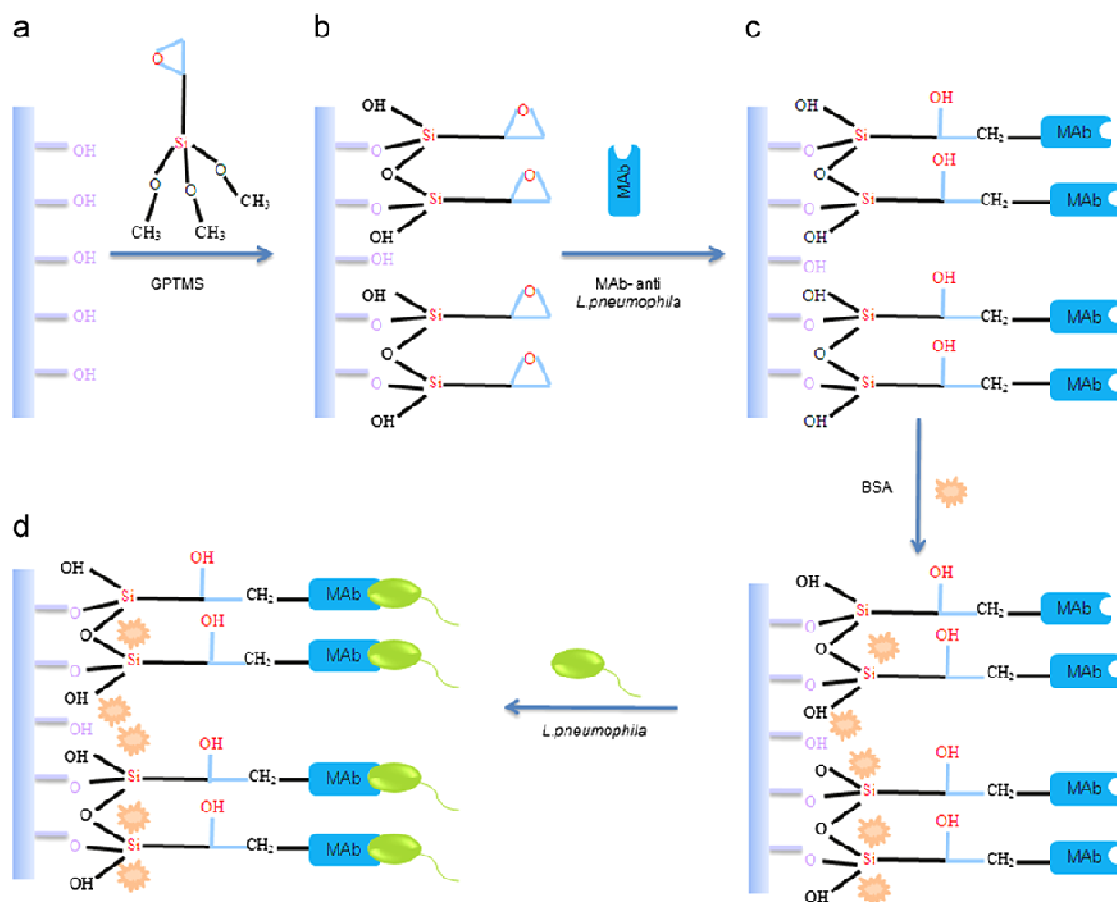 a
O
Si
O
O
O
CH₃
CH₃
CH₃
OH
OH
OH
OH
OH
GPTMS
b
OH
O
Si
O
O
O
Si
O
OH
OH
OH
O
Si
O
O
O
Si
O
OH
MAb
MAb- anti
L.pneumophila
c
OH
OH
O
Si
CH₂
MAb
O
OH
O
Si
CH₂
MAb
OH
OH
OH
OH
O
Si
CH₂
MAb
O
OH
O
Si
CH₂
MAb
OH
BSA
OH
OH
O
Si
CH₂
MAb
O
OH
O
Si
CH₂
MAb
OH
OH
O
OH
O
Si
CH₂
MAb
O
OH
O
Si
CH₂
MAb
OH
L.pneumophila
d
OH
OH
O
Si
CH₂
MAb
O
OH
O
Si
CH₂
MAb
OH
OH
OH
OH
O
Si
CH₂
MAb
O
OH
O
Si
CH₂
MAb
OH